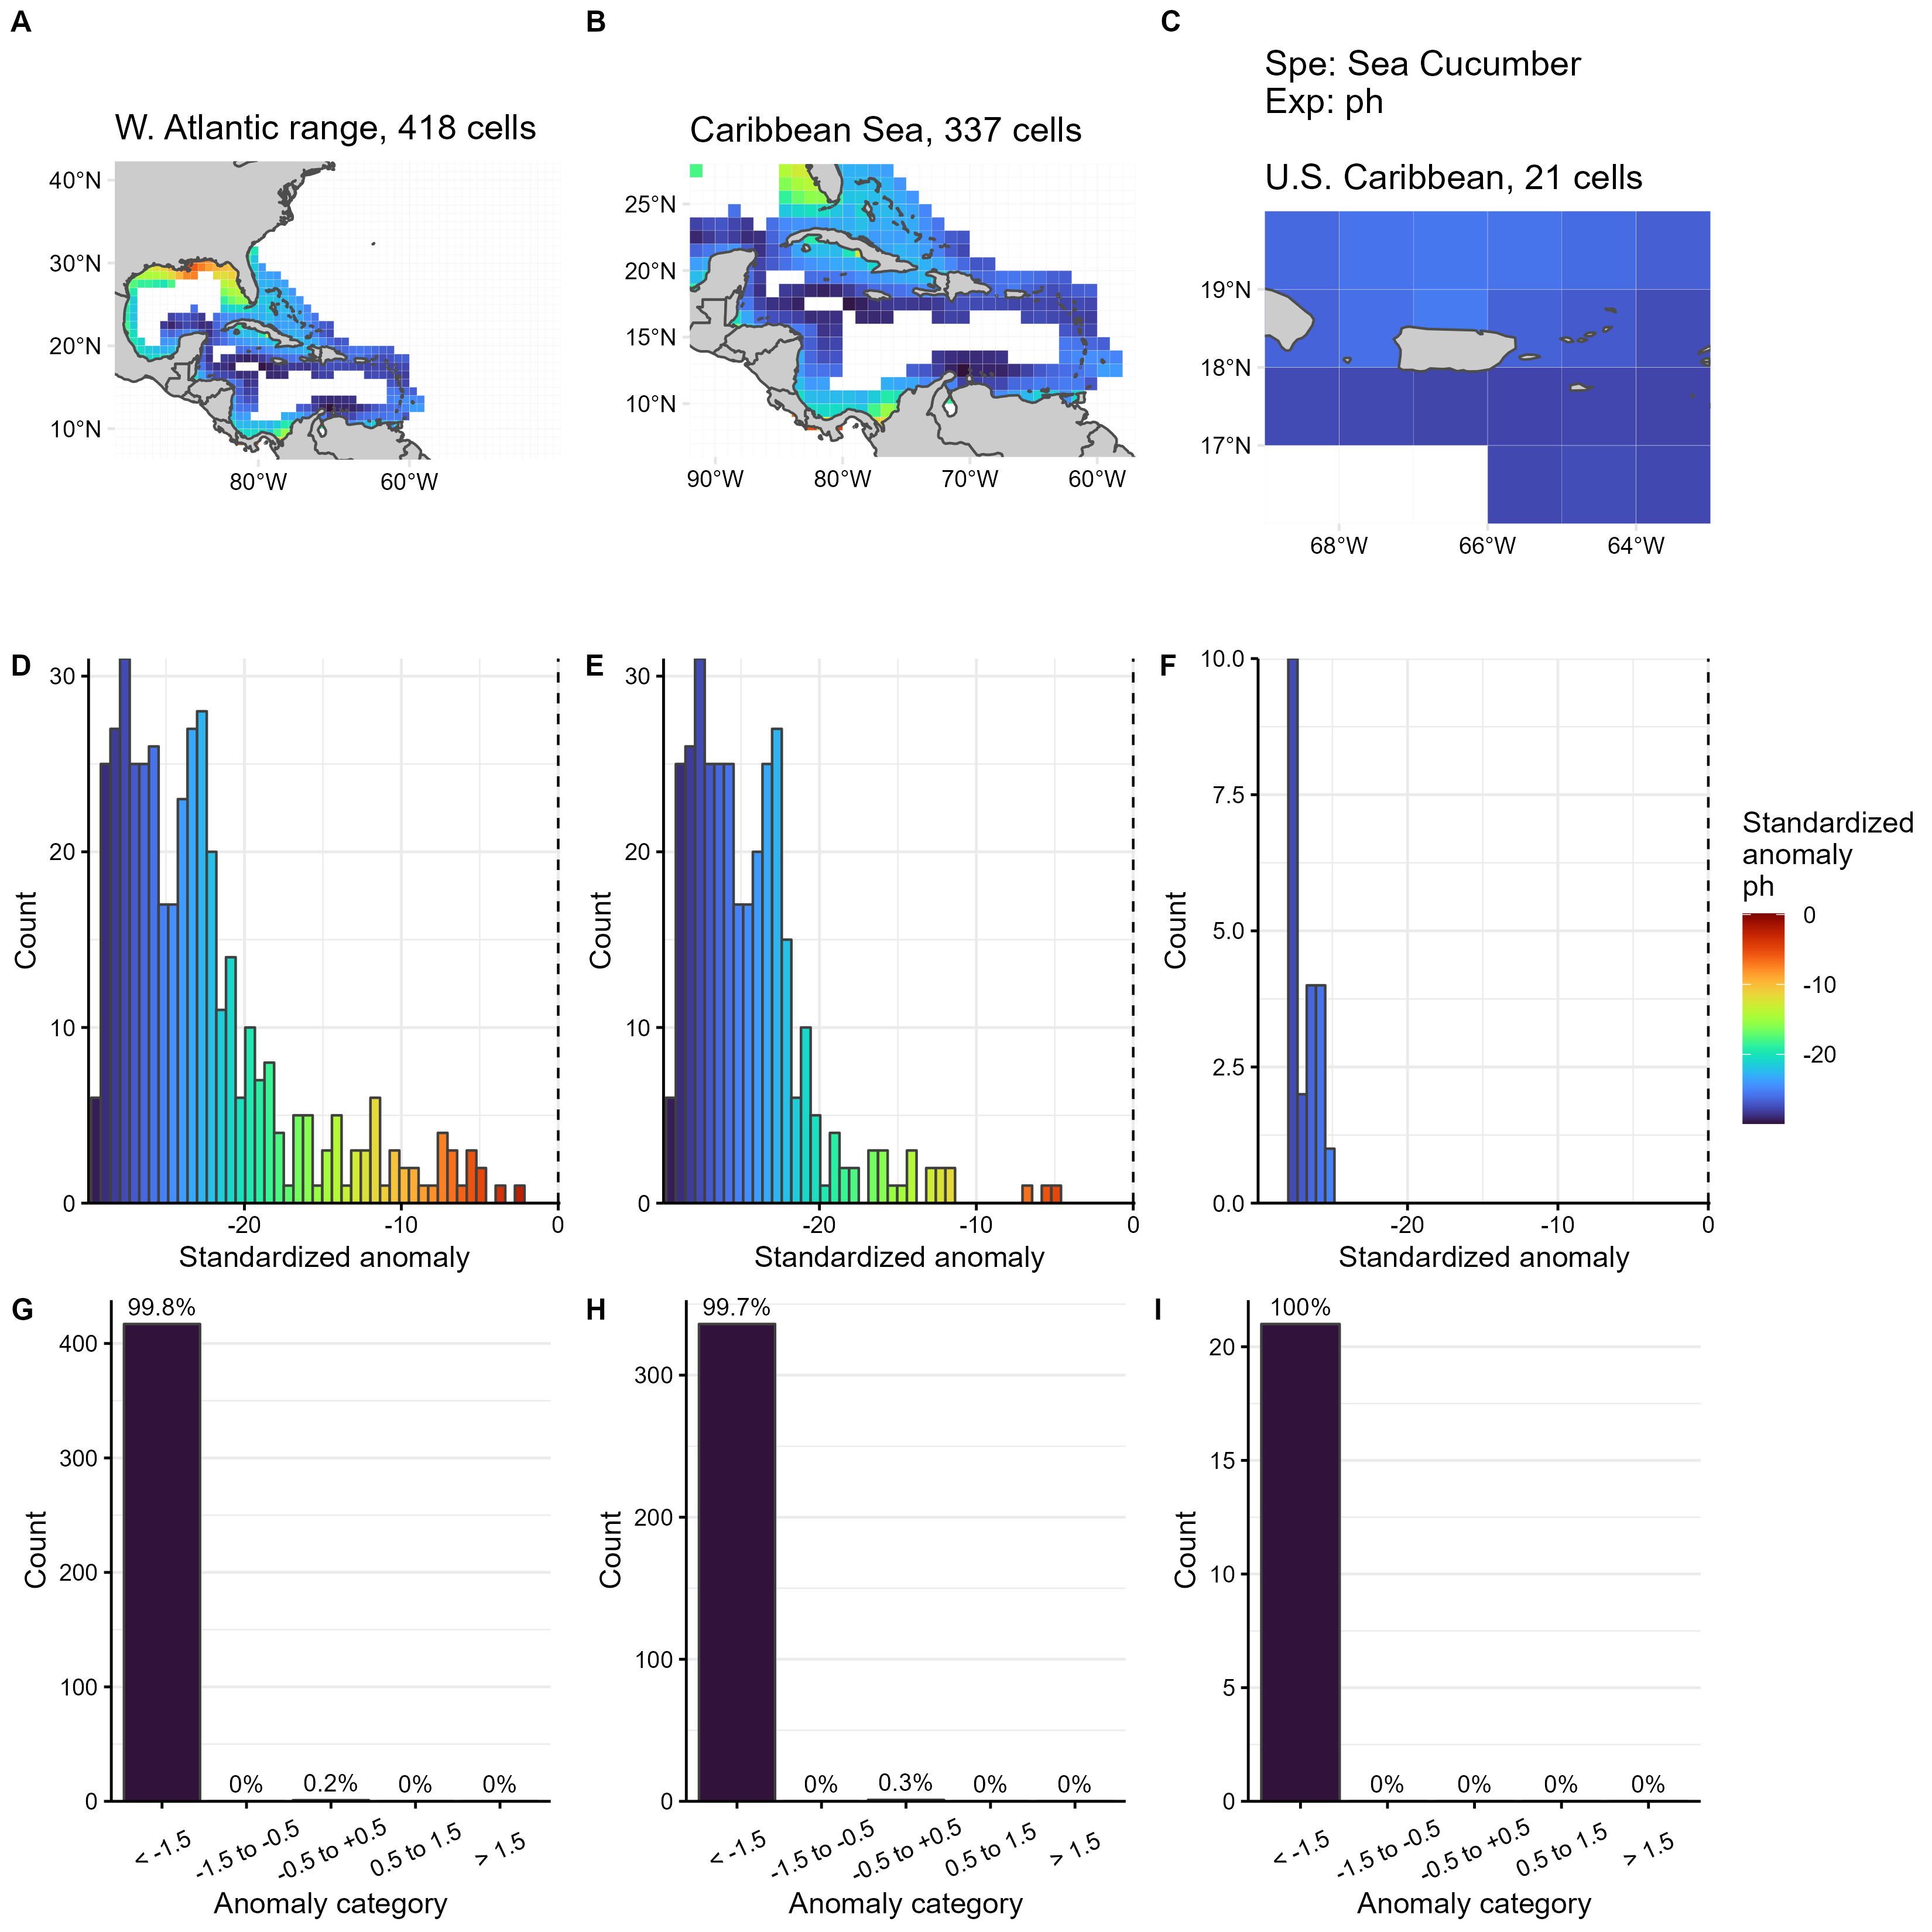 A
B
C
Spe: Sea Cucumber
Exp: ph
W. Atlantic range, 418 cells
Caribbean Sea, 337 cells
U.S. Caribbean, 21 cells
40°N
30°N
20°N
10°N
80°W
60°W
25°N
20°N
15°N
10°N
90°W
80°W
70°W
60°W
19°N
18°N
17°N
68°W
66°W
64°W
D
30
20
10
0
Count
-20
-10
0
Standardized anomaly
E
30
20
10
0
Count
-20
-10
0
Standardized anomaly
F
10.0
7.5
5.0
2.5
0.0
Count
-20
-10
0
Standardized anomaly
Standardized
anomaly
ph
0
-10
-20
G
99.8%
0%
0.2%
0%
0%
400
300
200
100
0
Count
< -1.5
-1.5 to -0.5
-0.5 to +0.5
0.5 to 1.5
> 1.5
Anomaly category
H
99.7%
0%
0.3%
0%
0%
300
200
100
0
Count
< -1.5
-1.5 to -0.5
-0.5 to +0.5
0.5 to 1.5
> 1.5
Anomaly category
I
100%
0%
0%
0%
0%
20
15
10
5
0
Count
< -1.5
-1.5 to -0.5
-0.5 to +0.5
0.5 to 1.5
> 1.5
Anomaly category